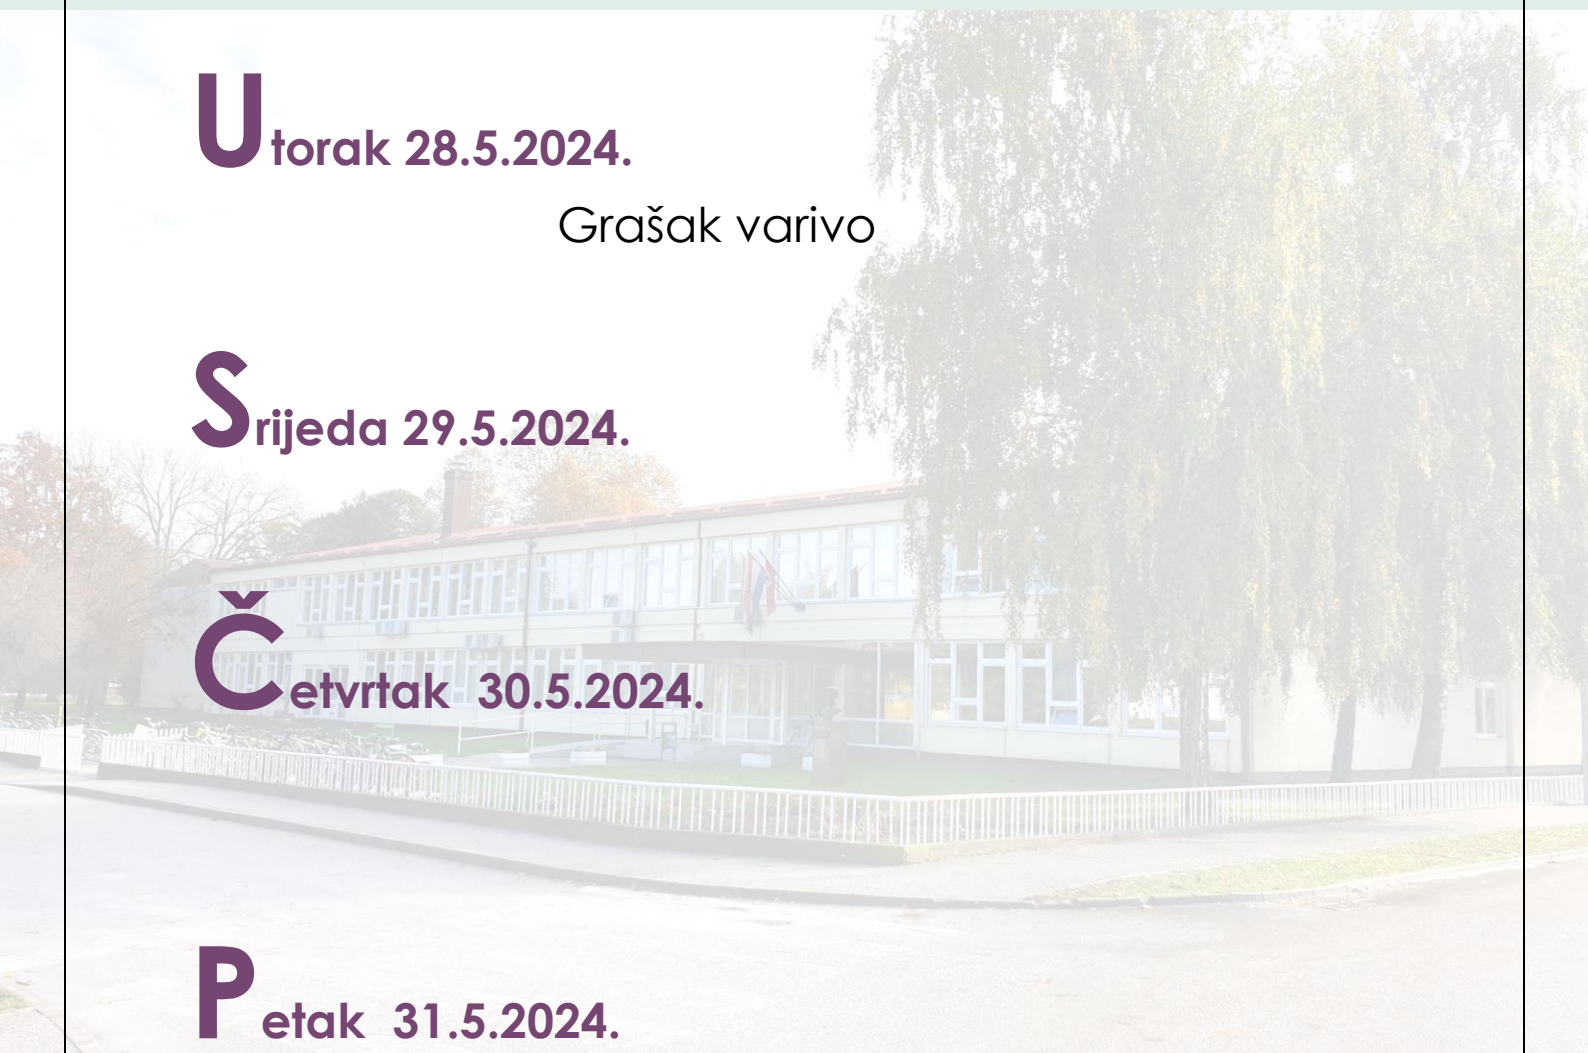 Utorak 28.5.2024.
Grašak varivo
Srijeda 29.5.2024.
Četvrtak 30.5.2024.
Petak 31.5.2024.